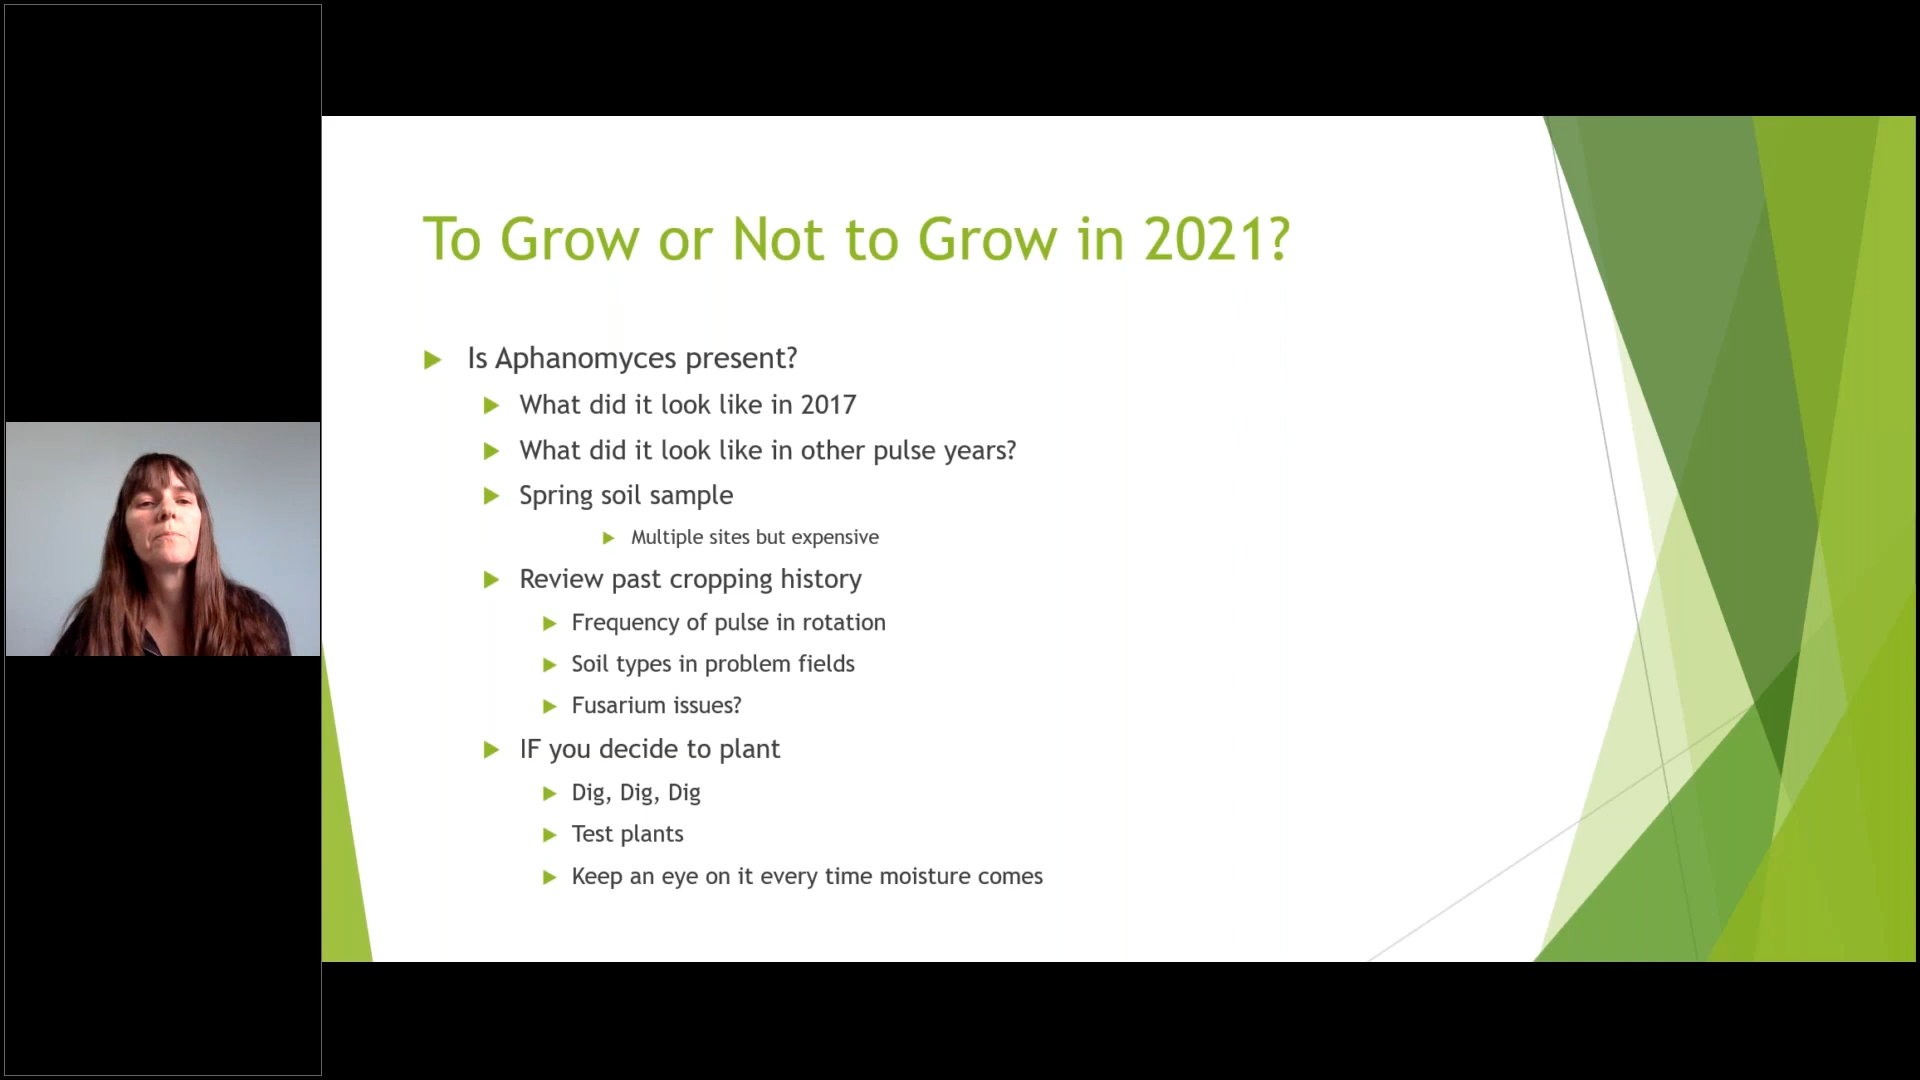 To Grow or Not to Grow in 2021?
Is Aphanomyces present?
What did it look like in 2017
What did it look like in other pulse years?
Spring soil sample
Multiple sites but expensive
Review past cropping history
Frequency of pulse in rotation
Soil types in problem fields
Fusarium issues?
IF you decide to plant
Dig, Dig, Dig
Test plants
Keep an eye on it every time moisture comes